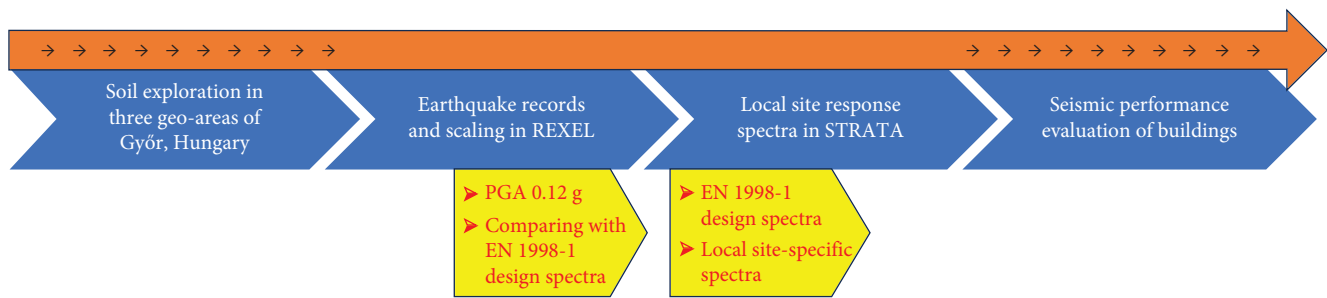 Soil exploration in
three geo-areas of
Győr, Hungary
Earthquake records
and scaling in REXEL
Local site response
spectra in STRATA
Seismic performance
evaluation of buildings
➢ PGA 0.12 g
➢ Comparing with
EN 1998-1
design spectra
➢ EN 1998-1
design spectra
➢ Local site-specific
spectra